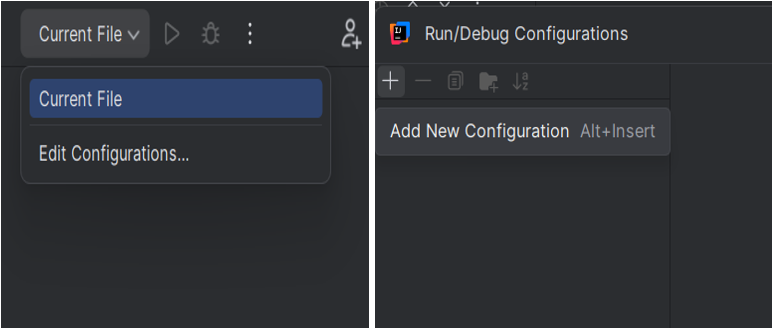 Current File
Current File
Edit Configurations...
Run/Debug Configurations
Add New Configuration Alt+Insert